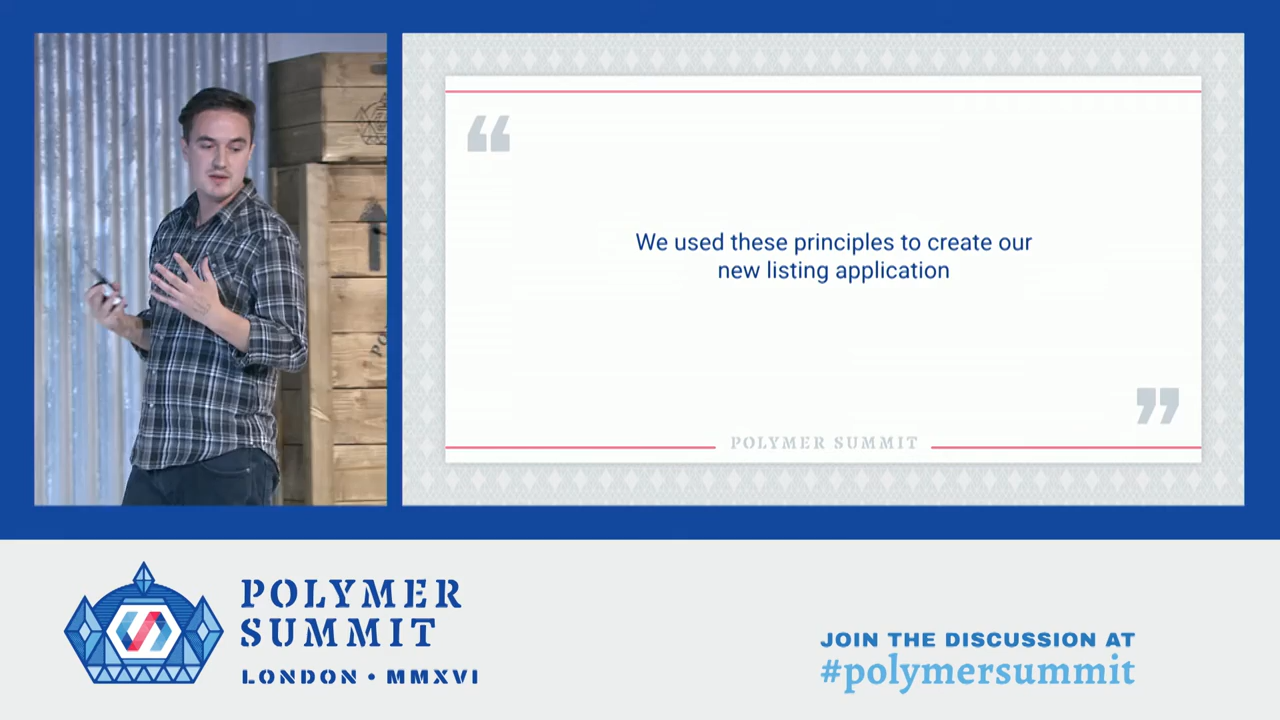 “
We used these principles to create our
new listing application
”
POLYMER SUMMIT
POLYMER
SUMMIT
LONDON • MMXVI
JOIN THE DISCUSSION AT
#polymersummit